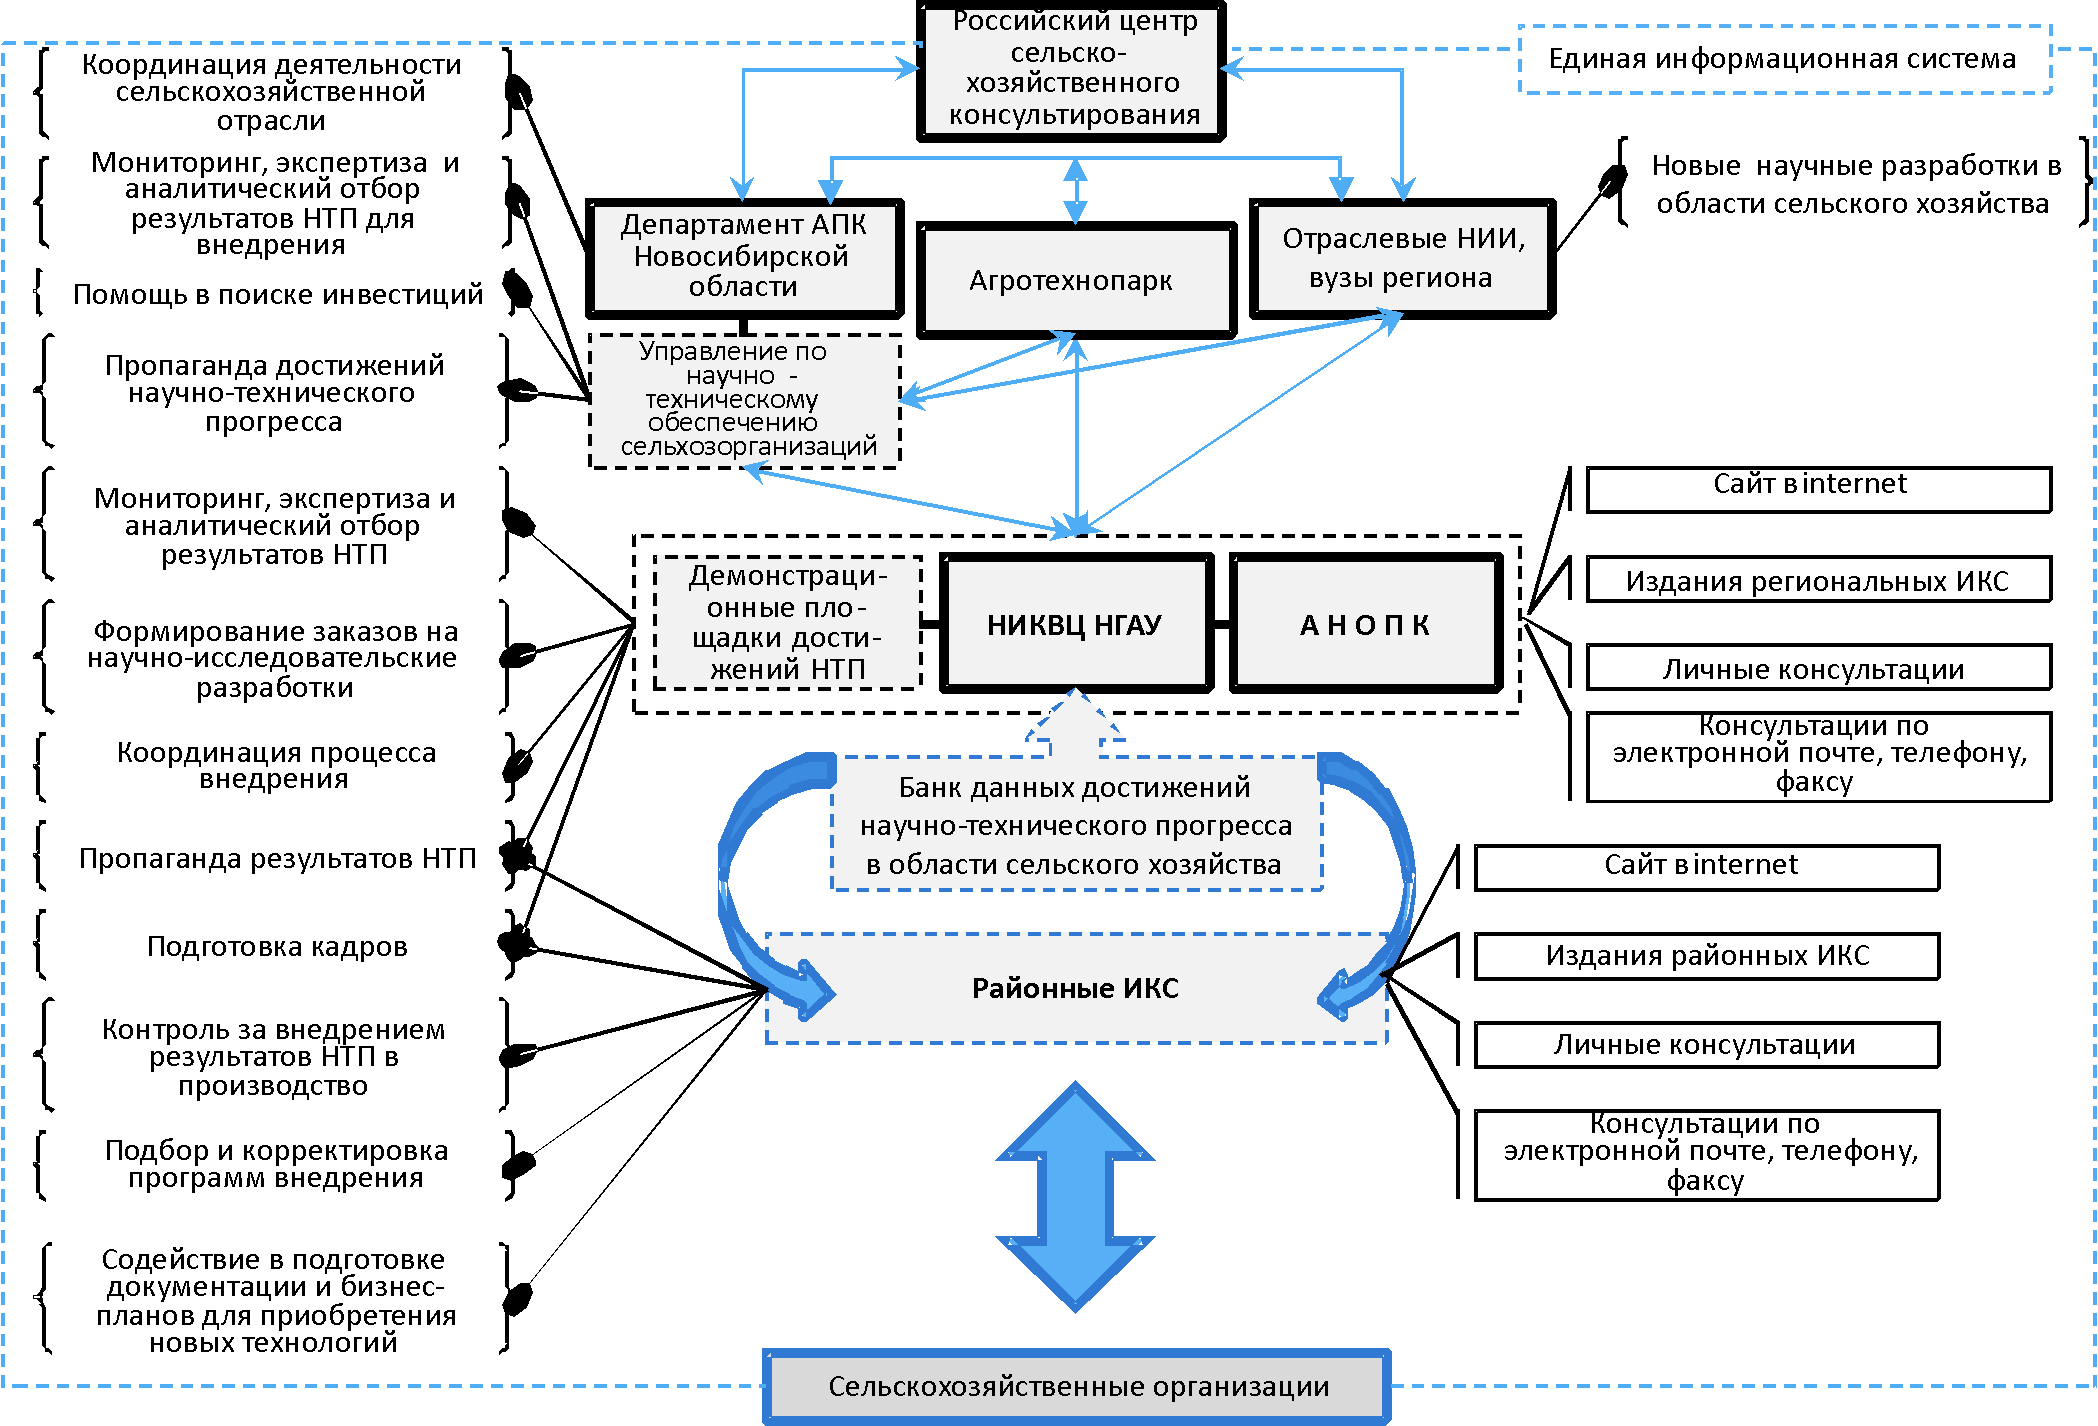 Российский центр
сельско-
хозяйственного
консультирования
Единая информационная система
Координация деятельности
сельскохозяйственной
отрасли
Мониторинг, экспертиза и
аналитический отбор
результатов НТП для
внедрения
Помощь в поиске инвестиций
Пропаганда достижений
научно-технического
прогресса
Мониторинг, экспертиза и
аналитический отбор
результатов НТП
Формирование заказов на
научно-исследовательские
разработки
Координация процесса
внедрения
Пропаганда результатов НТП
Подготовка кадров
Контроль за внедрением
результатов НТП в
производство
Подбор и корректировка
программ внедрения
Содействие в подготовке
документации и бизнес-
планов для приобретения
новых технологий
Департамент АПК
Новосибирской
области
Агротехнопарк
Отраслевые НИИ,
вузы региона
Новые научные разработки в
области сельского хозяйства
Управление по
научно -
техническому
обеспечению
сельхозорганизаций
Демонстраци-
онные пло-
щадки дости-
жений НТП
НИКВЦ НГАУ
А Н О П К
Сайт в internet
Издания региональных ИКС
Личные консультации
Консультации по
электронной почте, телефону,
факсу
Банк данных достижений
научно-технического прогресса
в области сельского хозяйства
Районные ИКС
Сайт в internet
Издания районных ИКС
Личные консультации
Консультации по
электронной почте, телефону,
факсу
Сельскохозяйственные организации